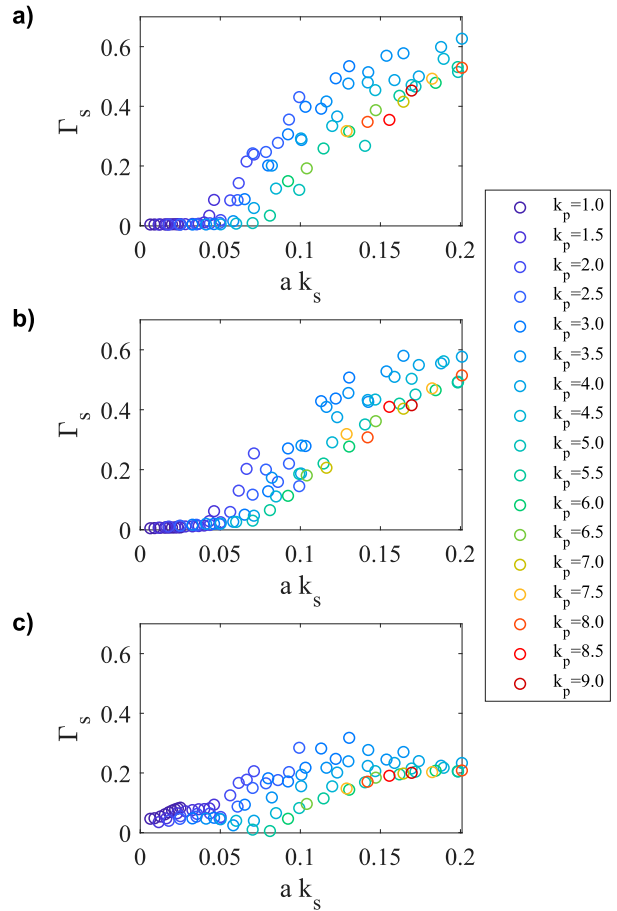 a)
0.6
0.4
0.2
0
Γs
0
0.05
0.1
0.15
0.2
a ks
b)
0.6
0.4
0.2
0
Γs
0
0.05
0.1
0.15
0.2
a ks
c)
0.6
0.4
0.2
0
Γs
0
0.05
0.1
0.15
0.2
a ks
kp=1.0
kp=1.5
kp=2.0
kp=2.5
kp=3.0
kp=3.5
kp=4.0
kp=4.5
kp=5.0
kp=5.5
kp=6.0
kp=6.5
kp=7.0
kp=7.5
kp=8.0
kp=8.5
kp=9.0